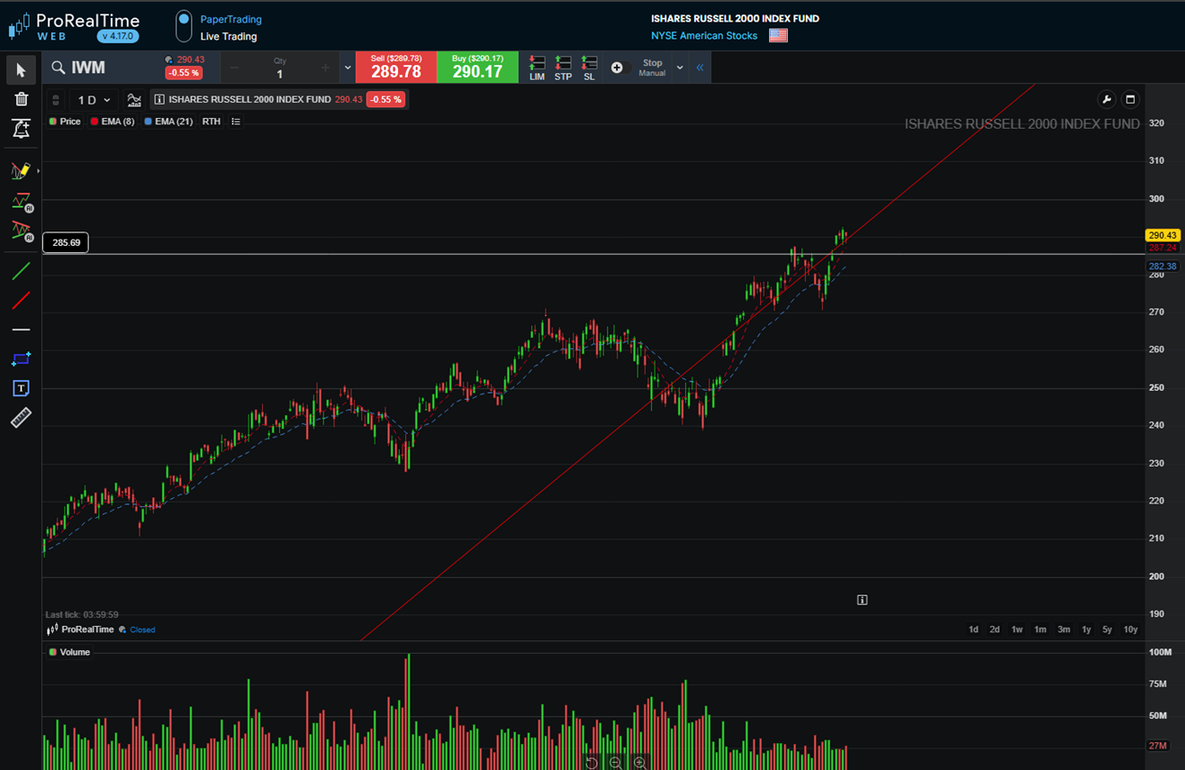 ProRealTime
WEB
v 4.17.0
PaperTrading
Live Trading
ISHARES RUSSELL 2000 INDEX FUND
NYSE American Stocks
IWM
290.43
-0.55 %
Qty
1
Sell ($289.78)
289.78
Buy ($290.17)
290.17
LIM
STP
SL
Stop
Manual
1 D
ISHARES RUSSELL 2000 INDEX FUND 290.43 -0.55 %
Price EMA (8) EMA (21) RTH
ISHARES RUSSELL 2000 INDEX FUND
320
310
300
290.43
287.24
285.69
282.38
280
270
260
250
240
230
220
210
200
190
Last tick: 03:59:59
ProRealTime Closed
1d 2d 1w 1m 3m 1y 5y 10y
Volume
100M
75M
50M
27M
T